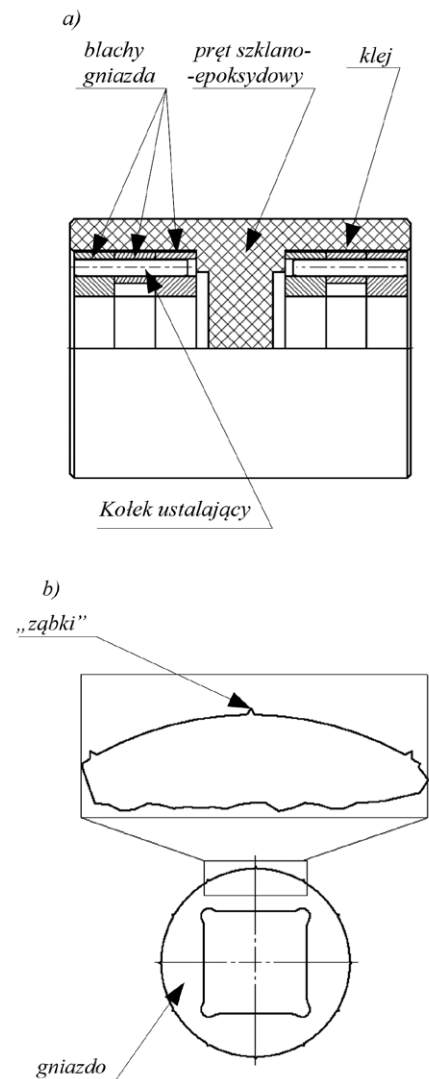 a)
blachy
gniazda
pręt szklano-
-epoksydowy
klej
Kołek ustalający
b)
„ząbki”
gniazdo